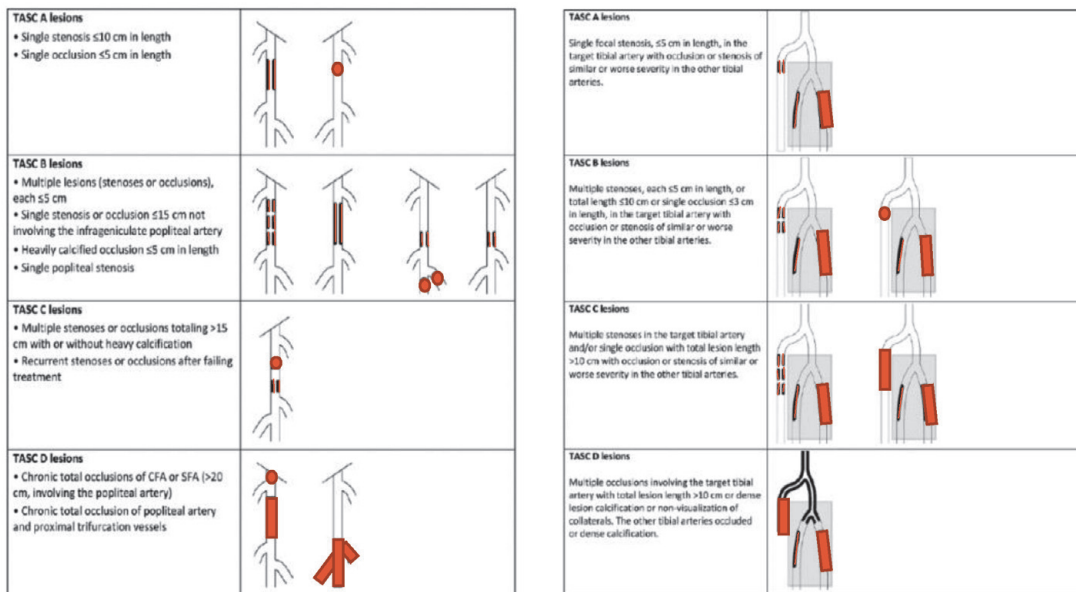 TASC A lesions
• Single stenosis ≤10 cm in length
• Single occlusion ≤5 cm in length
TASC B lesions
• Multiple lesions (stenoses or occlusions),
each ≤5 cm
• Single stenosis or occlusion ≤15 cm not
involving the infrageniculate popliteal artery
• Heavily calcified occlusion ≤5 cm in length
• Single popliteal stenosis
TASC C lesions
• Multiple stenoses or occlusions totaling >15
cm with or without heavy calcification
• Recurrent stenoses or occlusions after failing
treatment
TASC D lesions
• Chronic total occlusions of CFA or SFA (>20
cm, involving the popliteal artery)
• Chronic total occlusion of popliteal artery
and proximal trifurcation vessels
TASC A lesions
Single focal stenosis, ≤5 cm in length, in the
target tibial artery with occlusion or stenosis of
similar or worse severity in the other tibial
arteries.
TASC B lesions
Multiple stenoses, each ≤5 cm in length, or
total length ≤10 cm or single occlusion ≤3 cm
in length, in the target tibial artery with
occlusion or stenosis of similar or worse
severity in the other tibial arteries.
TASC C lesions
Multiple stenoses in the target tibial artery
and/or single occlusion with total lesion length
>10 cm with occlusion or stenosis of similar or
worse severity in the other tibial arteries.
TASC D lesions
Multiple occlusions involving the target tibial
artery with total lesion length >10 cm or dense
lesion calcification or non-visualization of
collaterals. The other tibial arteries occluded
or dense calcification.